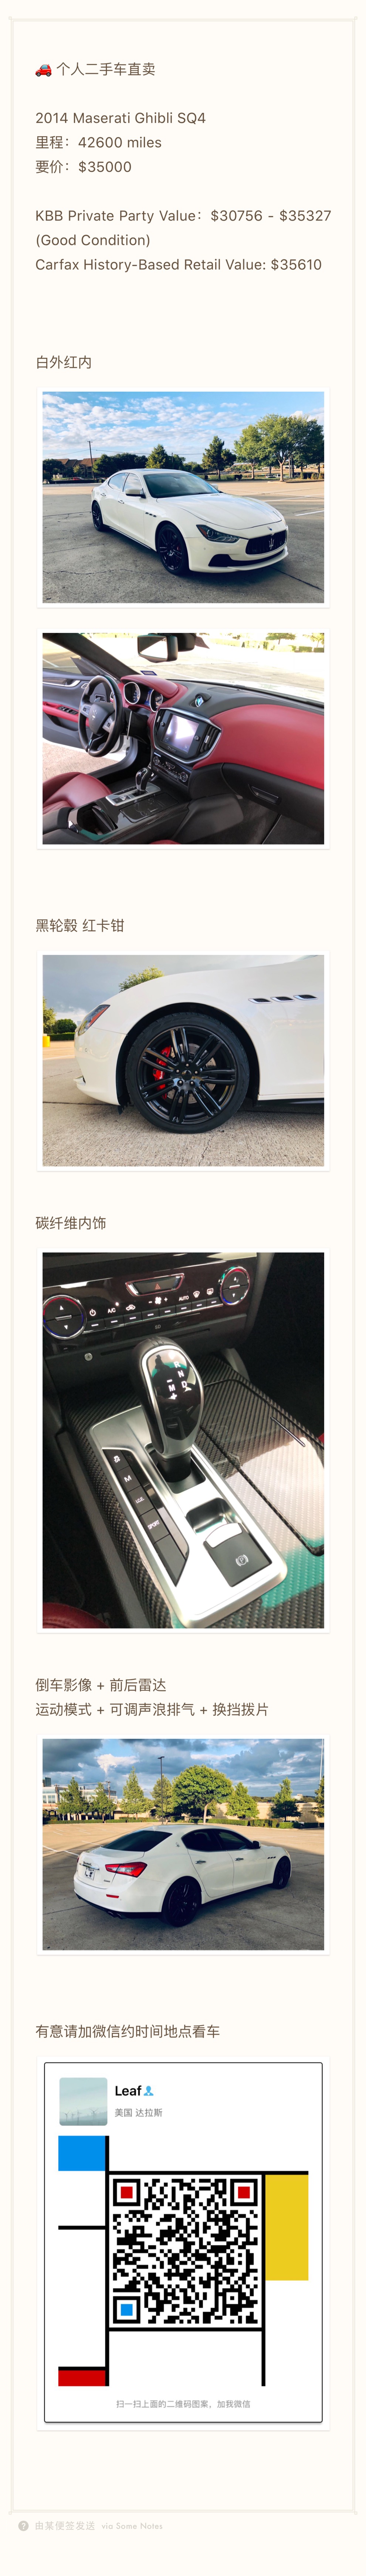 🚗 个人二手车直卖
2014 Maserati Ghibli SQ4
里程：42600 miles
要价：$35000
KBB Private Party Value：$30756 - $35327
(Good Condition)
Carfax History-Based Retail Value: $35610
白外红内
黑轮毂 红卡钳
碳纤维内饰
A/C
AUTO
N
M
D
M
I.C.E.
SPORT
P
倒车影像 + 前后雷达
运动模式 + 可调声浪排气 + 换挡拨片
有意请加微信约时间地点看车
Leaf
美国 达拉斯
扫一扫上面的二维码图案，加我微信
由某便签发送 via Some Notes